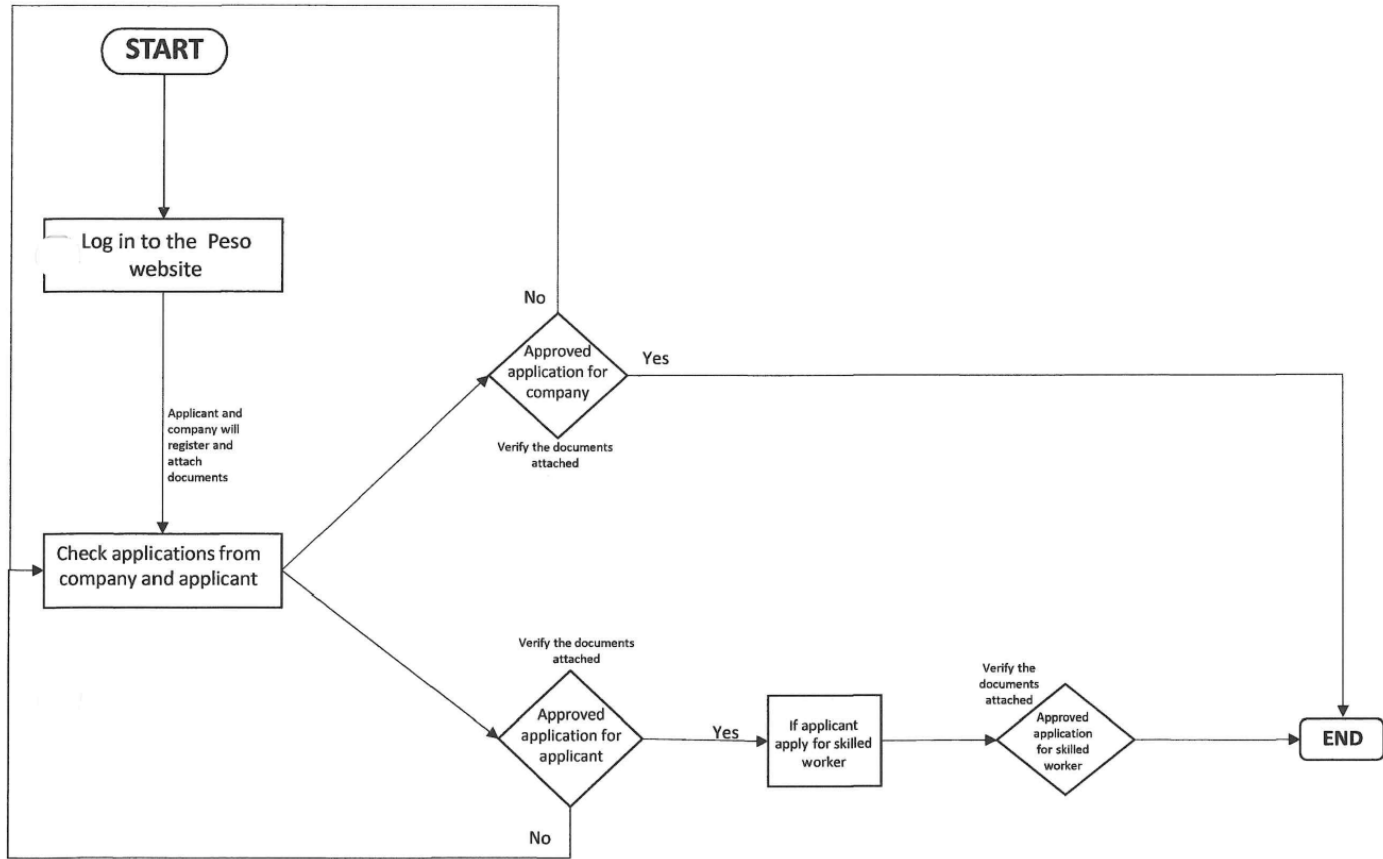 START
Log in to the Peso
website
Applicant and
company will
register and
attach
documents
Check applications from
company and applicant
No
Approved
application for
company
Yes
Verify the documents
attached
Verify the documents
attached
Approved
application for
applicant
Yes
No
If applicant
apply for skilled
worker
Verify the
documents
attached
Approved
application
for skilled
worker
END